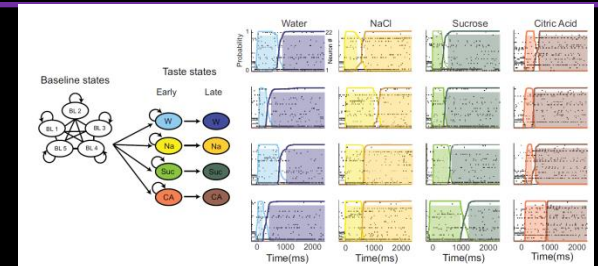 Water NaCl Sucrose Citric Acid
Baseline states
Taste states
Early Late
BL 2
BL 1 BL 3
BL 5 BL 4
W W
Na Na
Suc Suc
CA CA
Probability
1
0
Neuron #
22
1
0 1000 2000 0 1000 2000 0 1000 2000 0 1000 2000
Time(ms) Time(ms) Time(ms) Time(ms)